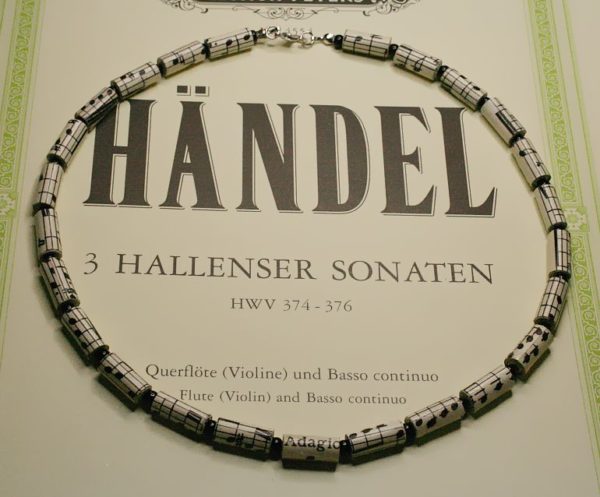 HÄNDEL
3 HALLENSER SONATEN
HWV 374 - 376
Querflöte (Violine) und Basso continuo
Flute (Violin) and Basso continuo
Adagio